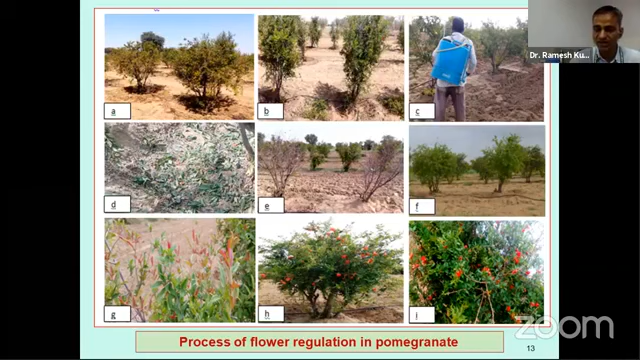 Dr. Ramesh Ku...
a
b
c
d
e
f
g
h
i
Process of flower regulation in pomegranate
13
zoom